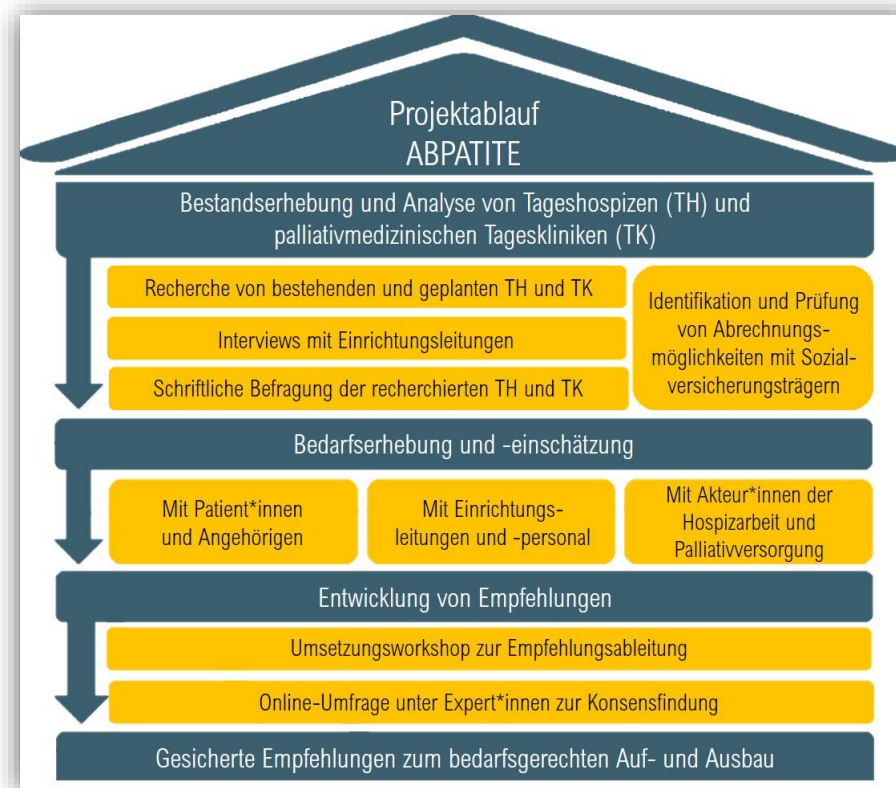 Projektablauf
ABPATITE
Bestandserhebung und Analyse von Tageshospizen (TH) und
palliativmedizinischen Tageskliniken (TK)
Recherche von bestehenden und geplanten TH und TK
Interviews mit Einrichtungsleitungen
Schriftliche Befragung der recherchierten TH und TK
Identifikation und Prüfung
von Abrechnungs-
möglichkeiten mit Sozial-
versicherungsträgern
Bedarfserhebung und -einschätzung
Mit Patient*innen
und Angehörigen
Mit Einrichtungs-
leitungen und -personal
Mit Akteur*innen der
Hospizarbeit und
Palliativversorgung
Entwicklung von Empfehlungen
Umsetzungsworkshop zur Empfehlungsableitung
Online-Umfrage unter Expert*innen zur Konsensfindung
Gesicherte Empfehlungen zum bedarfsgerechten Auf- und Ausbau